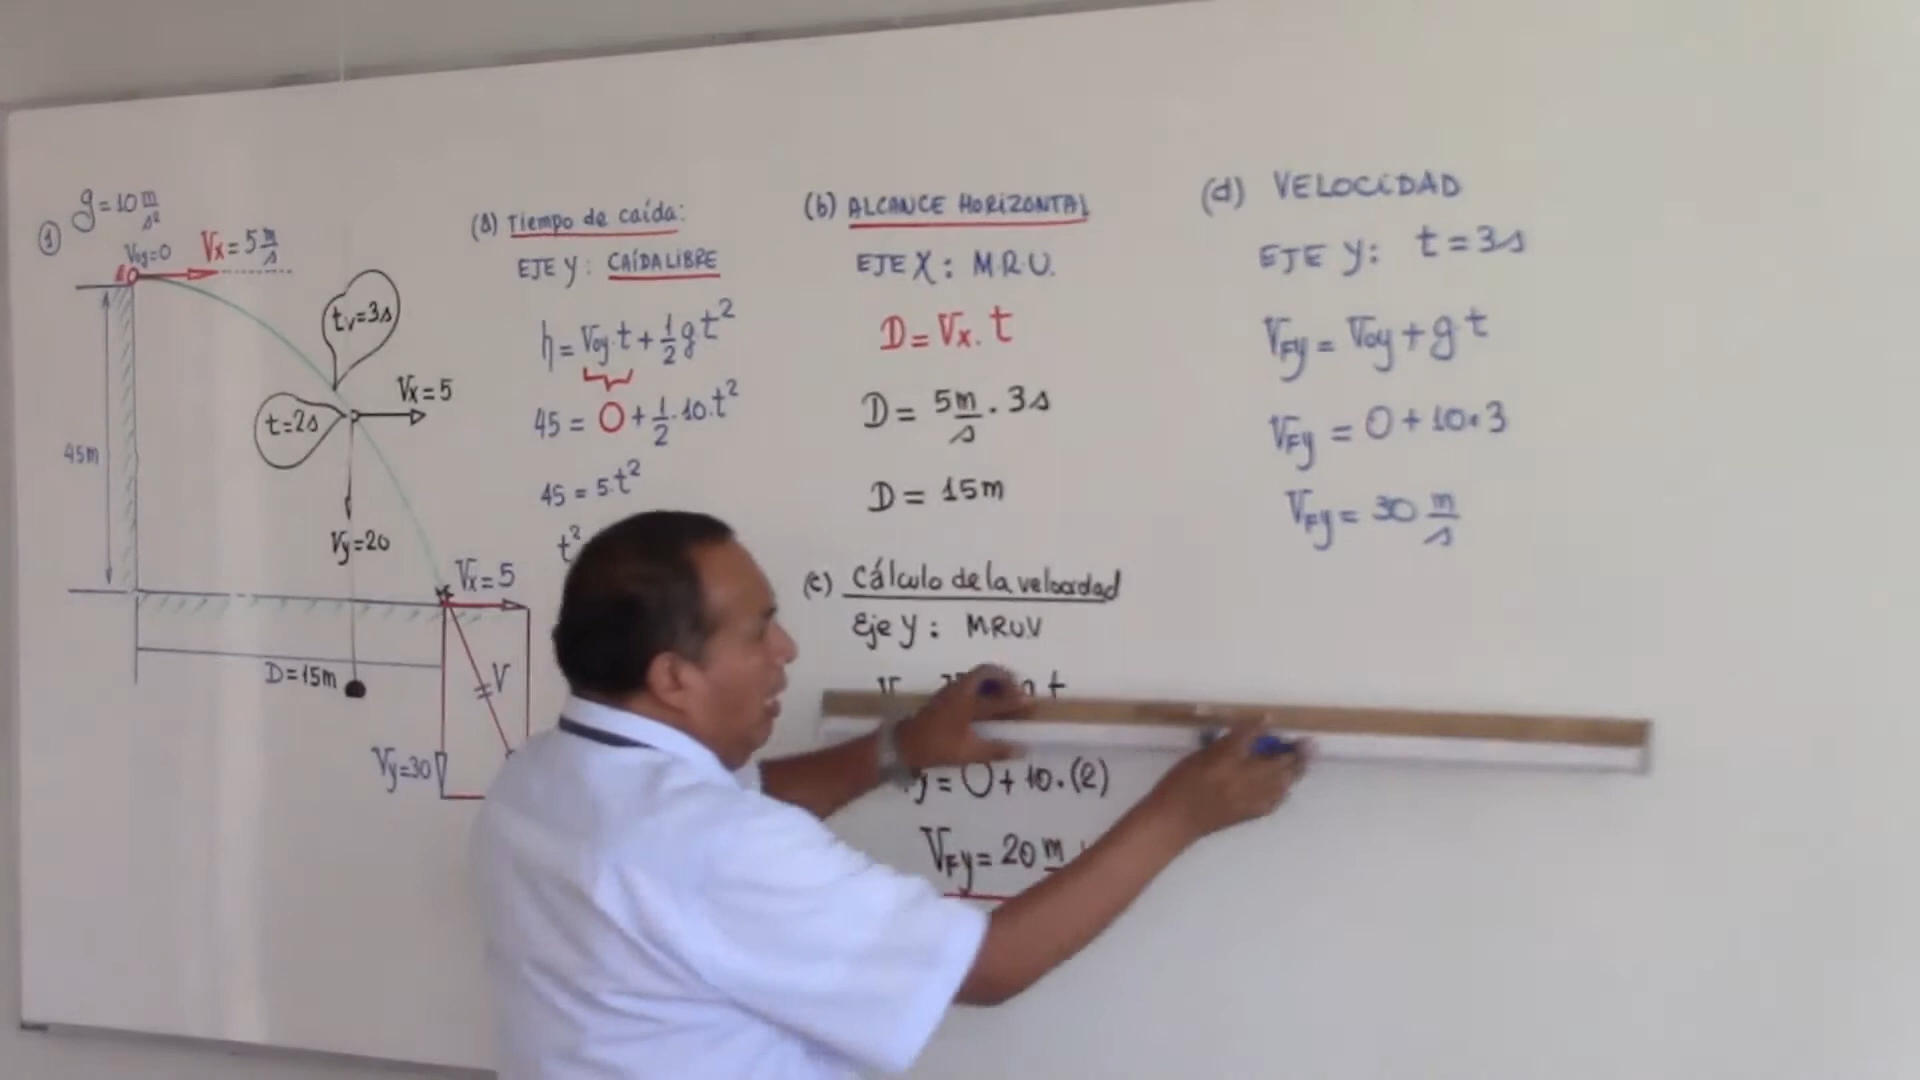 ① g = 10 m/s²
Voy=0 Vx = 5 m/s
tv=3s
t=2s
Vx = 5
45m
Vy=20
Vx= 5
D=15m
V
Vy=30
(a) Tiempo de caída:
EJE Y : CAÍDA LIBRE
h = Voy.t + 1/2 g t²
45 = 0 + 1/2 . 10.t²
45 = 5.t²
t²
(b) ALCANCE HORIZONTAL
EJE X : M.R.U.
D = Vx . t
D = 5m/s . 3s
D = 15m
(c) Cálculo de la velocidad
Eje Y : MRUV
t
y = 0 + 10.(2)
VFy = 20 m
(d) VELOCIDAD
EJE Y: t = 3s
VFy = Voy + g t
VFy = 0 + 10.3
VFy = 30 m/s